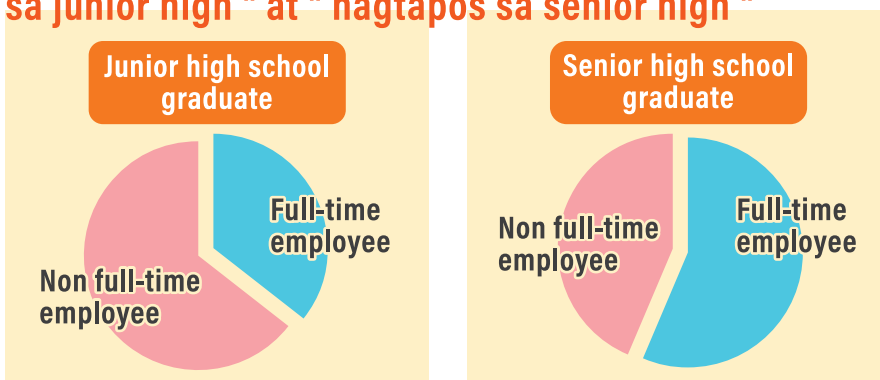 sa junior high " at " nagtapos sa senior high "
Junior high school
graduate
Full-time
employee
Non full-time
employee
Senior high school
graduate
Non full-time
employee
Full-time
employee